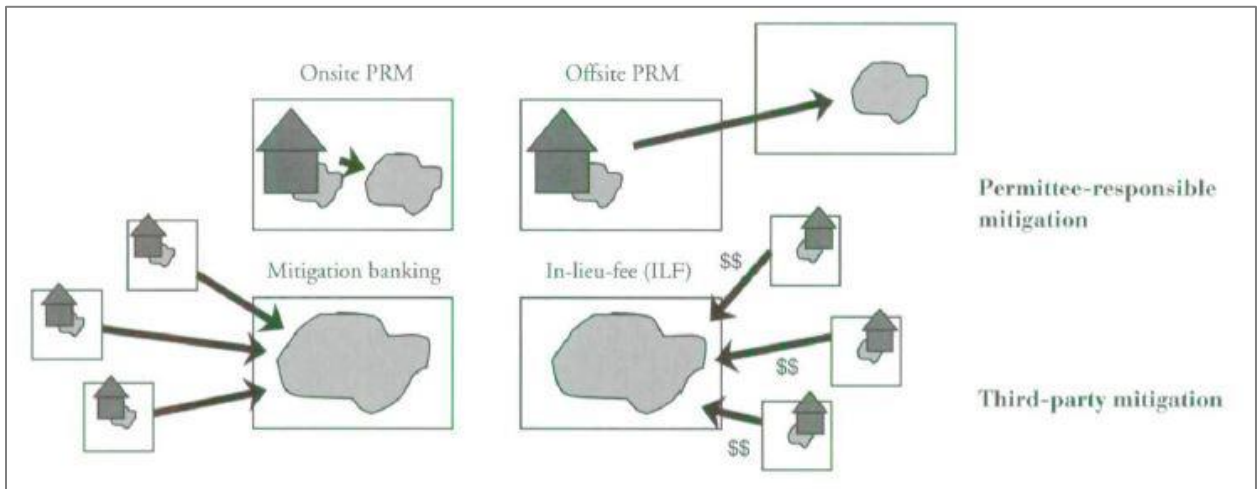 Onsite PRM
Offsite PRM
Permittee-responsible
mitigation
Mitigation banking
In-lieu-fee (ILF)
$$
$$
Third-party mitigation
$$